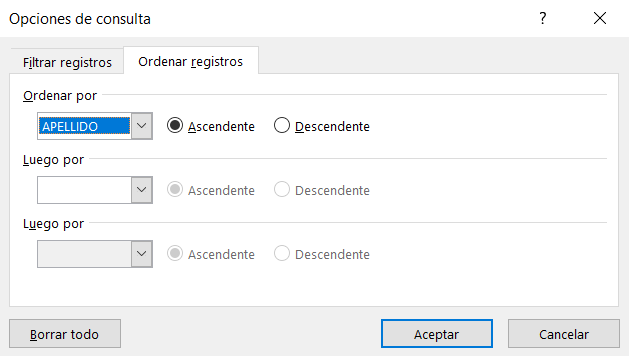 Opciones de consulta ?
Filtrar registros Ordenar registros
Ordenar por
APELLIDO Ascendente Descendente
Luego por
Ascendente Descendente
Luego por
Ascendente Descendente
Borrar todo Aceptar Cancelar